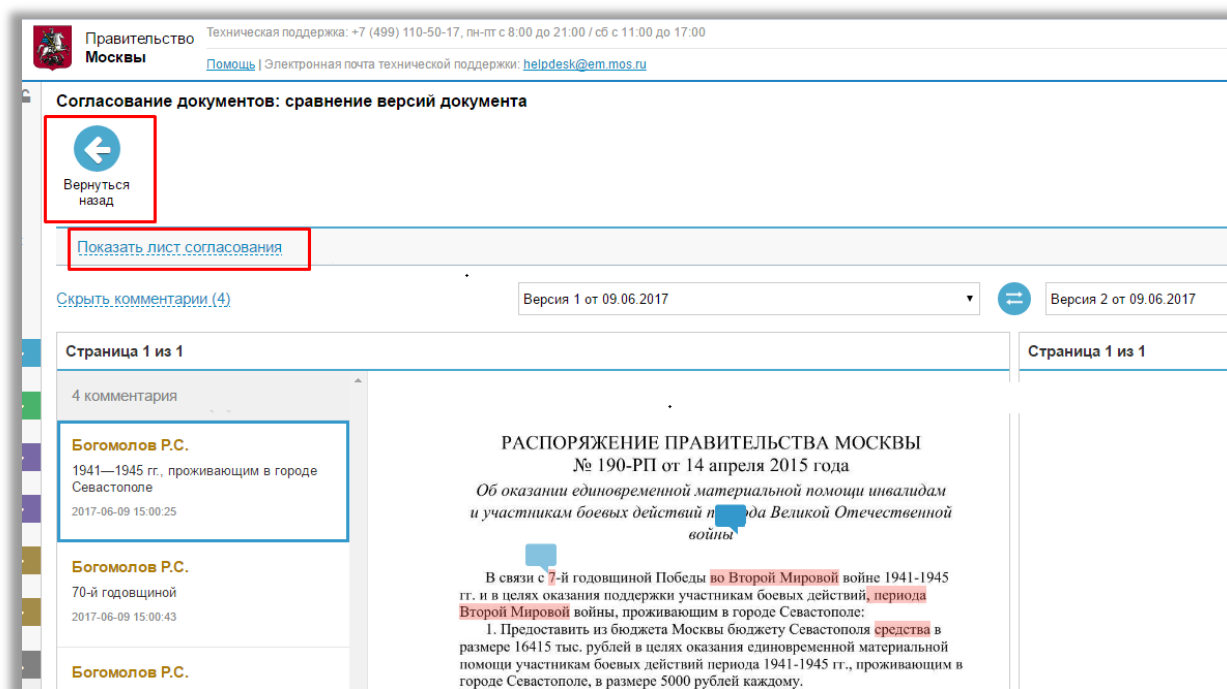 Правительство
Москвы
Техническая поддержка: +7 (499) 110-50-17, пн-пт с 8:00 до 21:00 / сб с 11:00 до 17:00
Помощь | Электронная почта технической поддержки: helpdesk@em.mos.ru
Согласование документов: сравнение версий документа
Вернуться
назад
Показать лист согласования
Скрыть комментарии (4)
Версия 1 от 09.06.2017
Версия 2 от 09.06.2017
Страница 1 из 1
Страница 1 из 1
4 комментария
Богомолов Р.С.
1941—1945 гг., проживающим в городе
Севастополе
2017-06-09 15:00:25
Богомолов Р.С.
70-й годовщиной
2017-06-09 15:00:43
Богомолов Р.С.
РАСПОРЯЖЕНИЕ ПРАВИТЕЛЬСТВА МОСКВЫ
№ 190-РП от 14 апреля 2015 года
Об оказании единовременной материальной помощи инвалидам
и участникам боевых действий Великой Отечественной
войны
В связи с 7-й годовщиной Победы во Второй Мировой войне 1941-1945
гг. и в целях оказания поддержки участникам боевых действий, периода
Второй Мировой войны, проживающим в городе Севастополе:
1. Предоставить из бюджета Москвы бюджету Севастополя средства в
размере 16415 тыс. рублей в целях оказания единовременной материальной
помощи участникам боевых действий периода 1941-1945 гг., проживающим в
городе Севастополе, в размере 5000 рублей каждому.